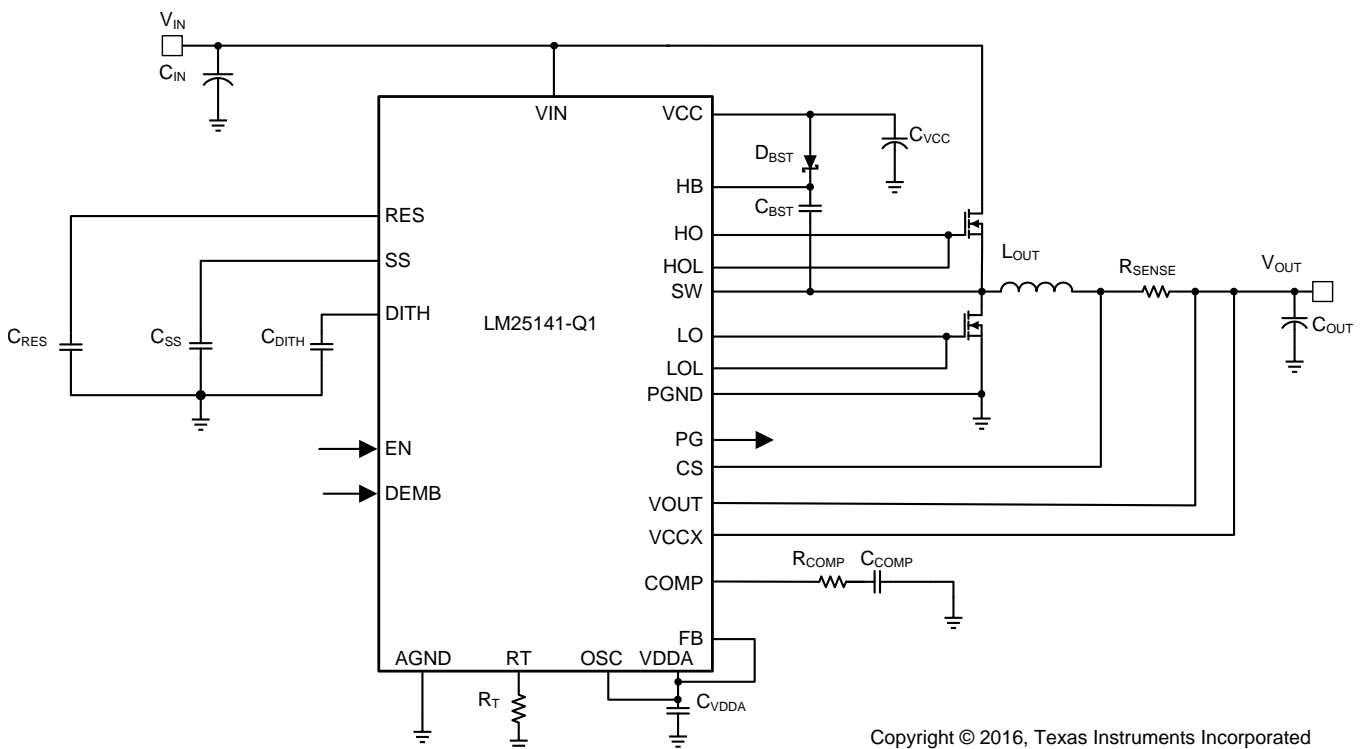 VIN
CIN
VIN
VCC
CVCC
DBST
HB
CBST
RES
HO
SS
HOL
LOUT
RSENSE
VOUT
SW
DITH
LM25141-Q1
COUT
CRES
CSS
CDITH
LO
LOL
PGND
PG
EN
CS
DEMB
VOUT
VCCX
RCOMP
CCOMP
COMP
FB
AGND
RT
OSC
VDDA
RT
CVDDA
Copyright © 2016, Texas Instruments Incorporated